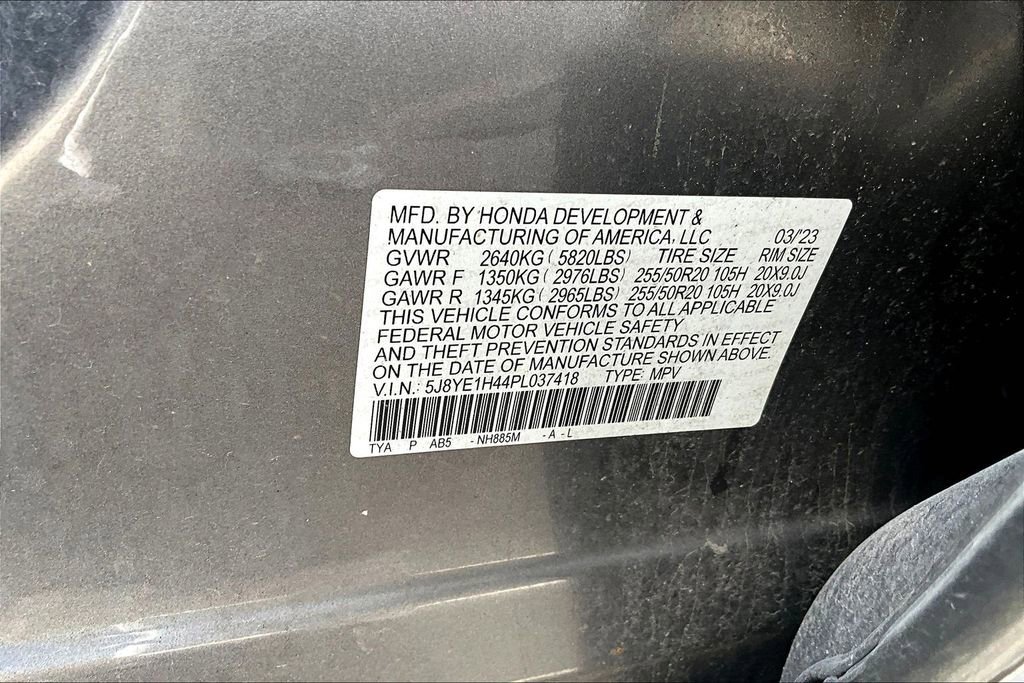 MFD. BY HONDA DEVELOPMENT &
MANUFACTURING OF AMERICA, LLC 03/'23
GVWR 2640KG ( 5820LBS) TIRE SIZE RIM SIZE
GAWR F 1350KG ( 2976LBS) 255/50R20 105H 20X9.0J
GAWR R 1345KG ( 2965LBS) 255/50R20 105H 20X9.0J
THIS VEHICLE CONFORMS TO ALL APPLICABLE
FEDERAL MOTOR VEHICLE SAFETY
AND THEFT PREVENTION STANDARDS IN EFFECT
ON THE DATE OF MANUFACTURE SHOWN ABOVE.
V.I.N.: 5J8YE1H44PL037418 TYPE: MPV
TYA P AB5 - NH885M - A - L